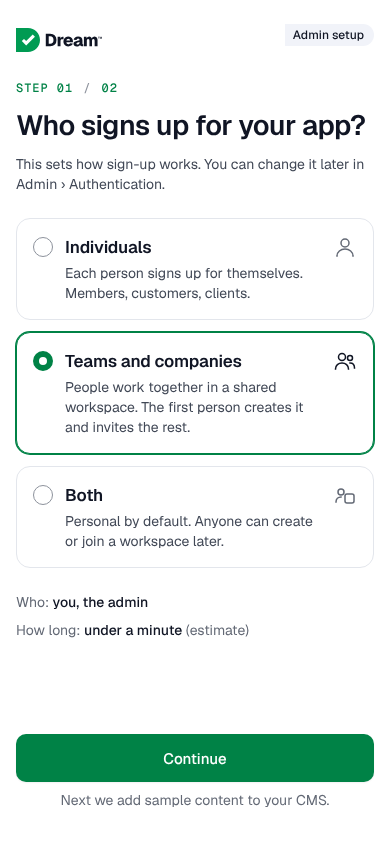 Dream™
Admin setup
STEP 01 / 02
Who signs up for your app?
This sets how sign-up works. You can change it later in
Admin › Authentication.
Individuals
Each person signs up for themselves.
Members, customers, clients.
Teams and companies
People work together in a shared
workspace. The first person creates it
and invites the rest.
Both
Personal by default. Anyone can create
or join a workspace later.
Who: you, the admin
How long: under a minute (estimate)
Continue
Next we add sample content to your CMS.